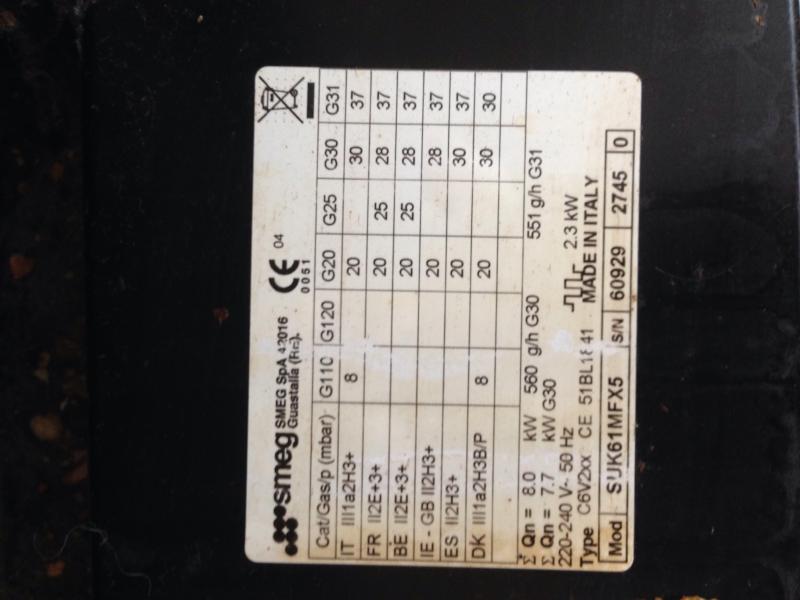 smeg SMEG SpA 42016
Guastalla (Re). CE 04
0051
Cat/Gas/p (mbar) G110 G120 G20 G25 G30 G31
IT III1a2H3+ 8 20 30 37
FR II2E+3+ 20 25 28 37
BE II2E+3+ 20 25 28 37
IE - GB II2H3+ 20 28 37
ES II2H3+ 20 30 37
DK III1a2H3B/P 8 20 30 30
Σ Qn = 8.0 kW 560 g/h G30 551 g/h G31
Σ Qn = 7.7 kW G30
220-240 V~ 50 Hz 2.3 kW
Type C6V2xx CE 51BL1841 MADE IN ITALY
Mod SUK61MFX5 S/N 60929 2745 0